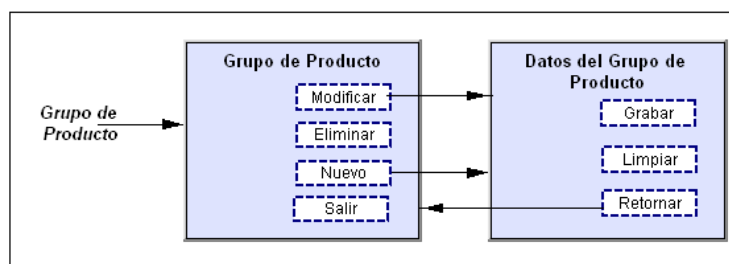 Grupo de
Producto
Grupo de Producto
Modificar
Eliminar
Nuevo
Salir
Datos del Grupo de
Producto
Grabar
Limpiar
Retornar